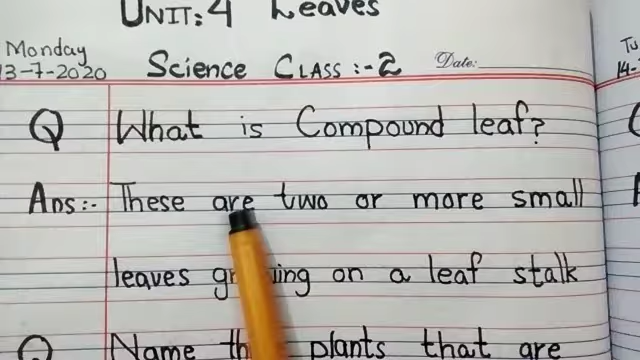 UNIT:4 Leaves
Monday
13-7-2020 Science CLASS :-2 Date:
Q What is Compound leaf?
Ans:- These are two or more small
leaves on a leaf stalk
Q Name plants that are